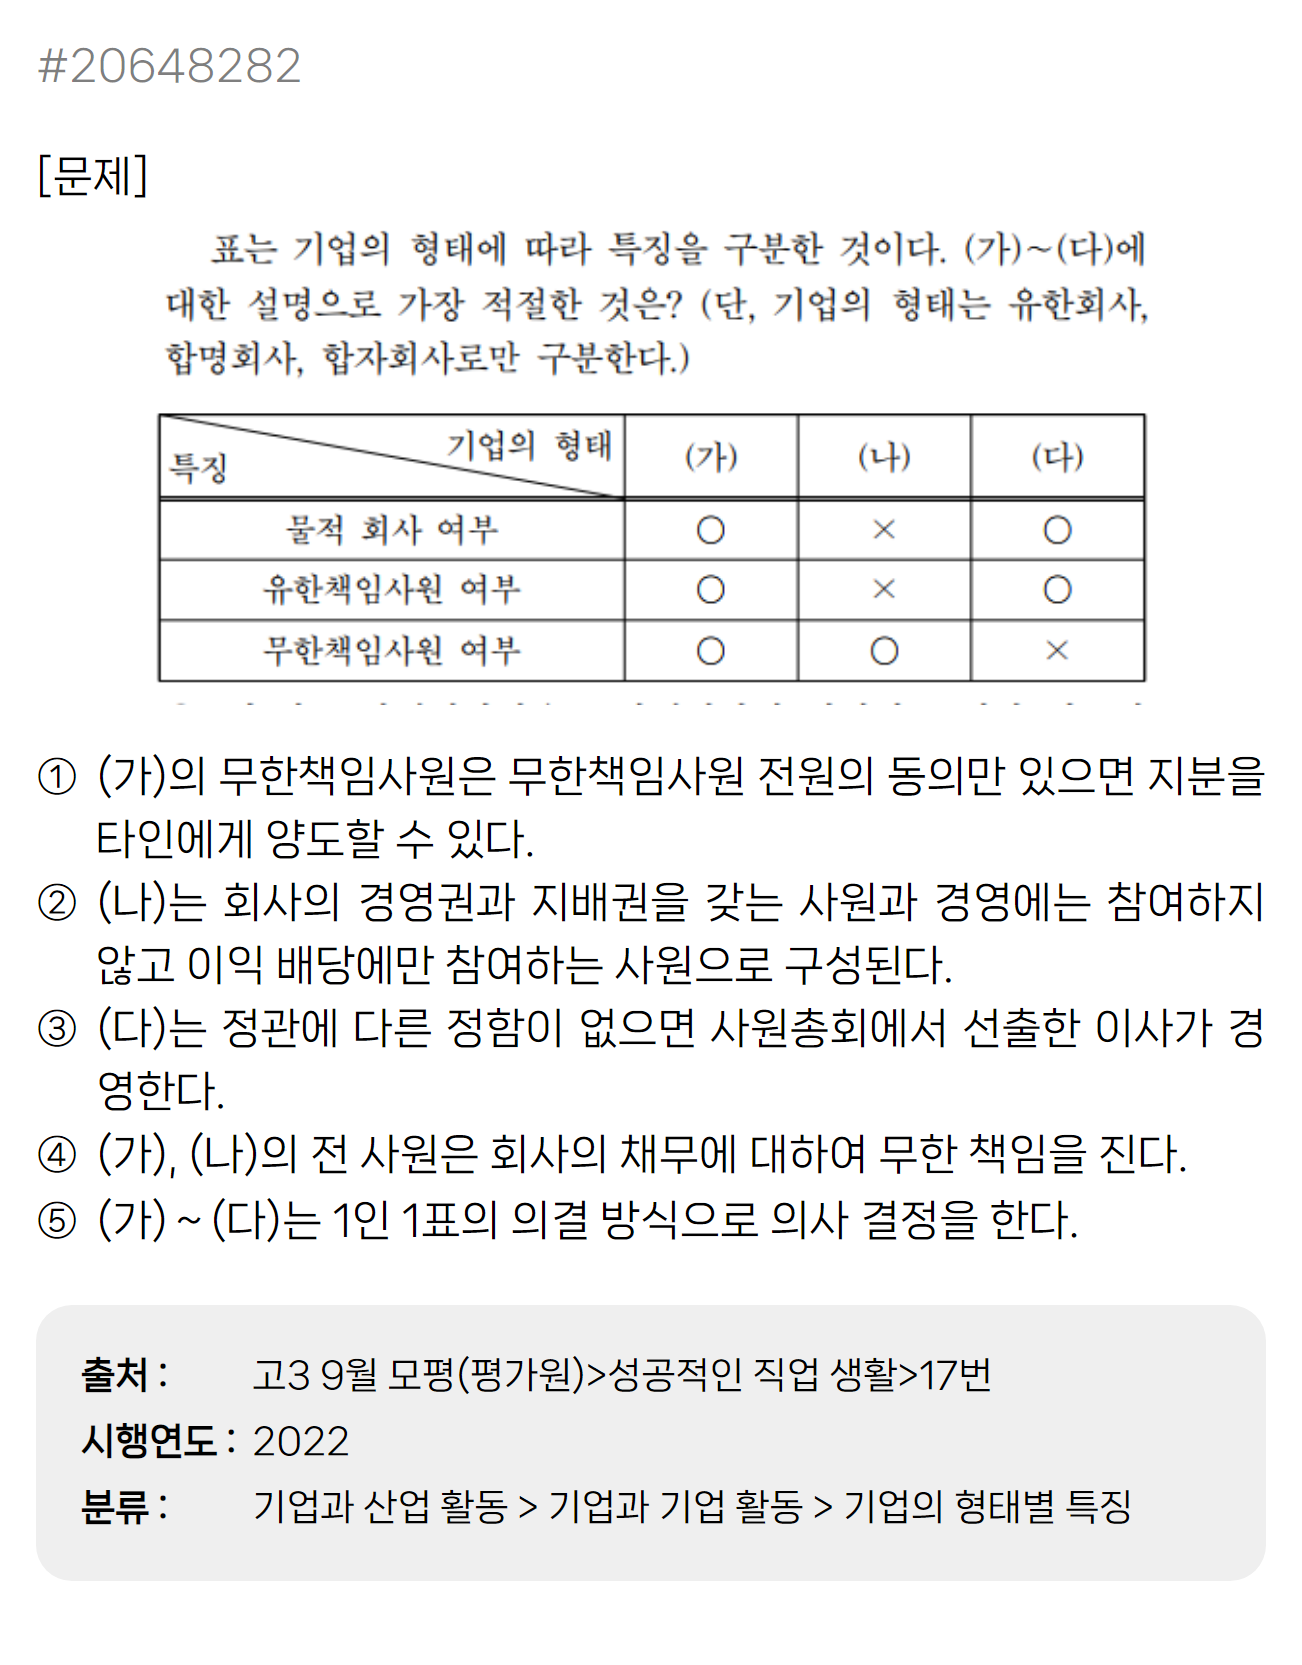 #20648282
[문제]
표는 기업의 형태에 따라 특징을 구분한 것이다. (가)~(다)에
대한 설명으로 가장 적절한 것은? (단, 기업의 형태는 유한회사,
합명회사, 합자회사로만 구분한다.)
기업의 형태
특징
(가) (나) (다)
물적 회사 여부 ○ × ○
유한책임사원 여부 ○ × ○
무한책임사원 여부 ○ ○ ×
① (가)의 무한책임사원은 무한책임사원 전원의 동의만 있으면 지분을
타인에게 양도할 수 있다.
② (나)는 회사의 경영권과 지배권을 갖는 사원과 경영에는 참여하지
않고 이익 배당에만 참여하는 사원으로 구성된다.
③ (다)는 정관에 다른 정함이 없으면 사원총회에서 선출한 이사가 경
영한다.
④ (가), (나)의 전 사원은 회사의 채무에 대하여 무한 책임을 진다.
⑤ (가) ~ (다)는 1인 1표의 의결 방식으로 의사 결정을 한다.
출처 : 고3 9월 모평(평가원)>성공적인 직업 생활>17번
시행연도 : 2022
분류 : 기업과 산업 활동 > 기업과 기업 활동 > 기업의 형태별 특징